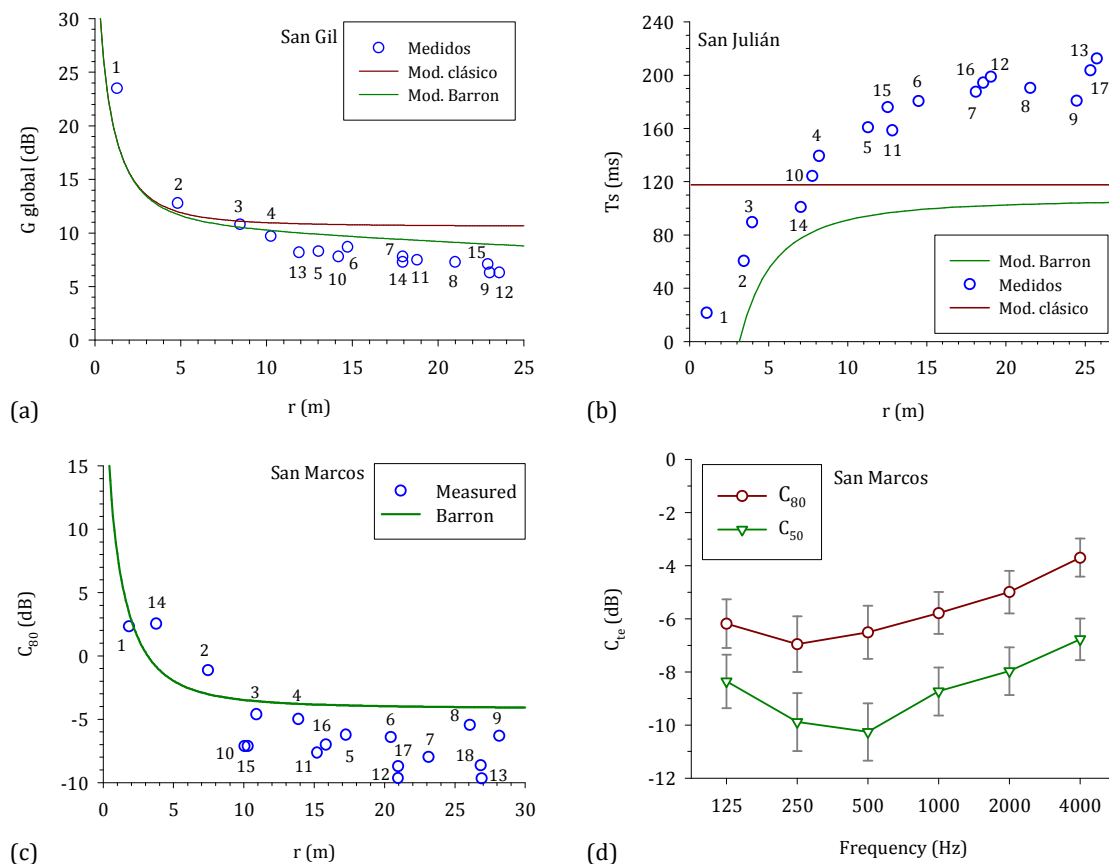 San Gil
Medidos
Mod. clásico
Mod. Barron
G global (dB)
30
25
20
15
10
5
0
1
2
3
4
13
5
10
6
7
14
11
8
15
9
12
0 5 10 15 20 25
r (m)
(a)
San Julián
Ts (ms)
240
200
160
120
80
40
0
1
2
3
14
10
4
5
15
11
6
7
16
12
8
9
13
17
Mod. Barron
Medidos
Mod. clásico
0 5 10 15 20 25
r (m)
(b)
San Marcos
Measured
Barron
C80 (dB)
15
10
5
0
-5
-10
1
14
2
3
4
10
15
11
16
5
6
17
12
7
8
9
18
13
0 5 10 15 20 25 30
r (m)
(c)
San Marcos
C80
C50
Cte (dB)
0
-2
-4
-6
-8
-10
-12
125 250 500 1000 2000 4000
Frequency (Hz)
(d)